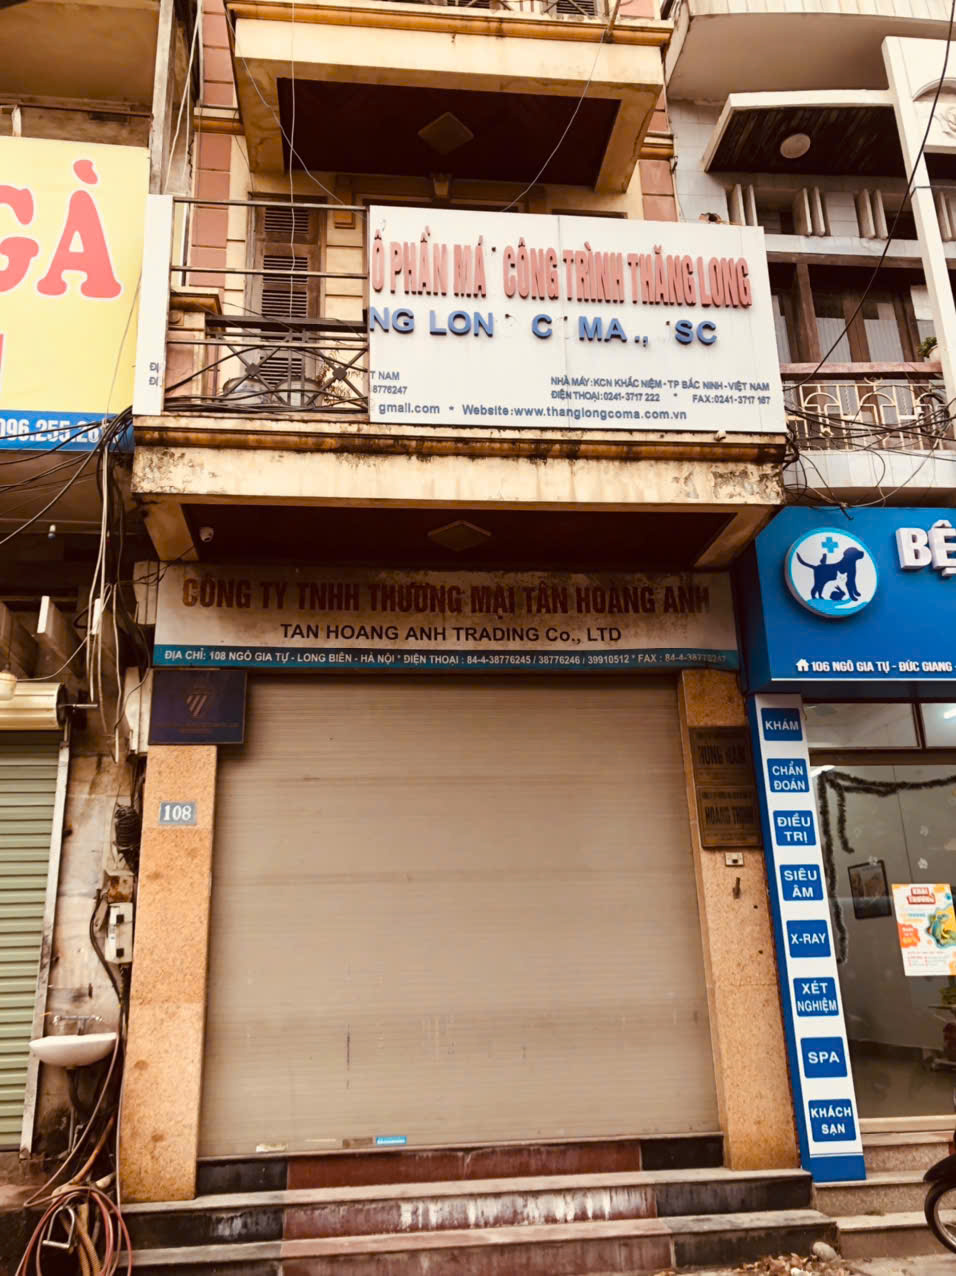 GÀ
096.255.26
Ô PHẦN MÁ CÔNG TRÌNH THĂNG LONG
NG LON C MA., SC
T NAM
8776247
NHÀ MÁY: KCN KHẮC NIỆM - TP BẮC NINH - VIỆT NAM
ĐIỆN THOẠI: 0241-3717 222 * FAX: 0241-3717 167
gmail.com * Website: www.thanglongcoma.com.vn
CÔNG TY TNHH THƯƠNG MẠI TÂN HOÀNG ANH
TAN HOANG ANH TRADING Co., LTD
ĐỊA CHỈ: 108 NGÔ GIA TỰ - LONG BIÊN - HÀ NỘI * ĐIỆN THOẠI : 84-4-38776245 / 38776246 / 39910512 * FAX : 84-4-38776247
108
HOÀNG THỊNH
BỆ
106 NGÔ GIA TỰ - ĐỨC GIANG -
KHÁM
CHẨN ĐOÁN
ĐIỀU TRỊ
SIÊU ÂM
X-RAY
XÉT NGHIỆM
SPA
KHÁCH SẠN